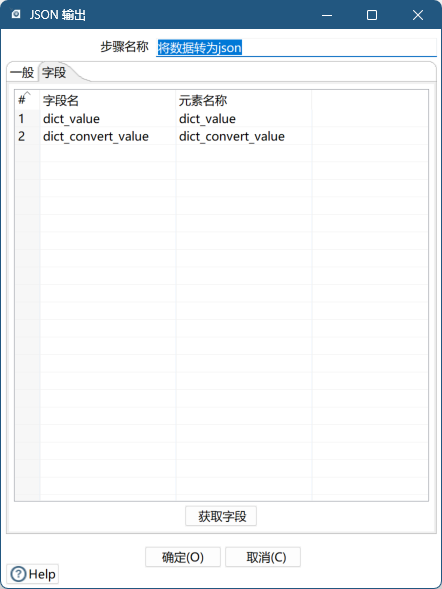 JSON 输出
步骤名称 将数据转为json
一般 字段
# 字段名 元素名称
1 dict_value dict_value
2 dict_convert_value dict_convert_value
获取字段
确定(O) 取消(C)
Help